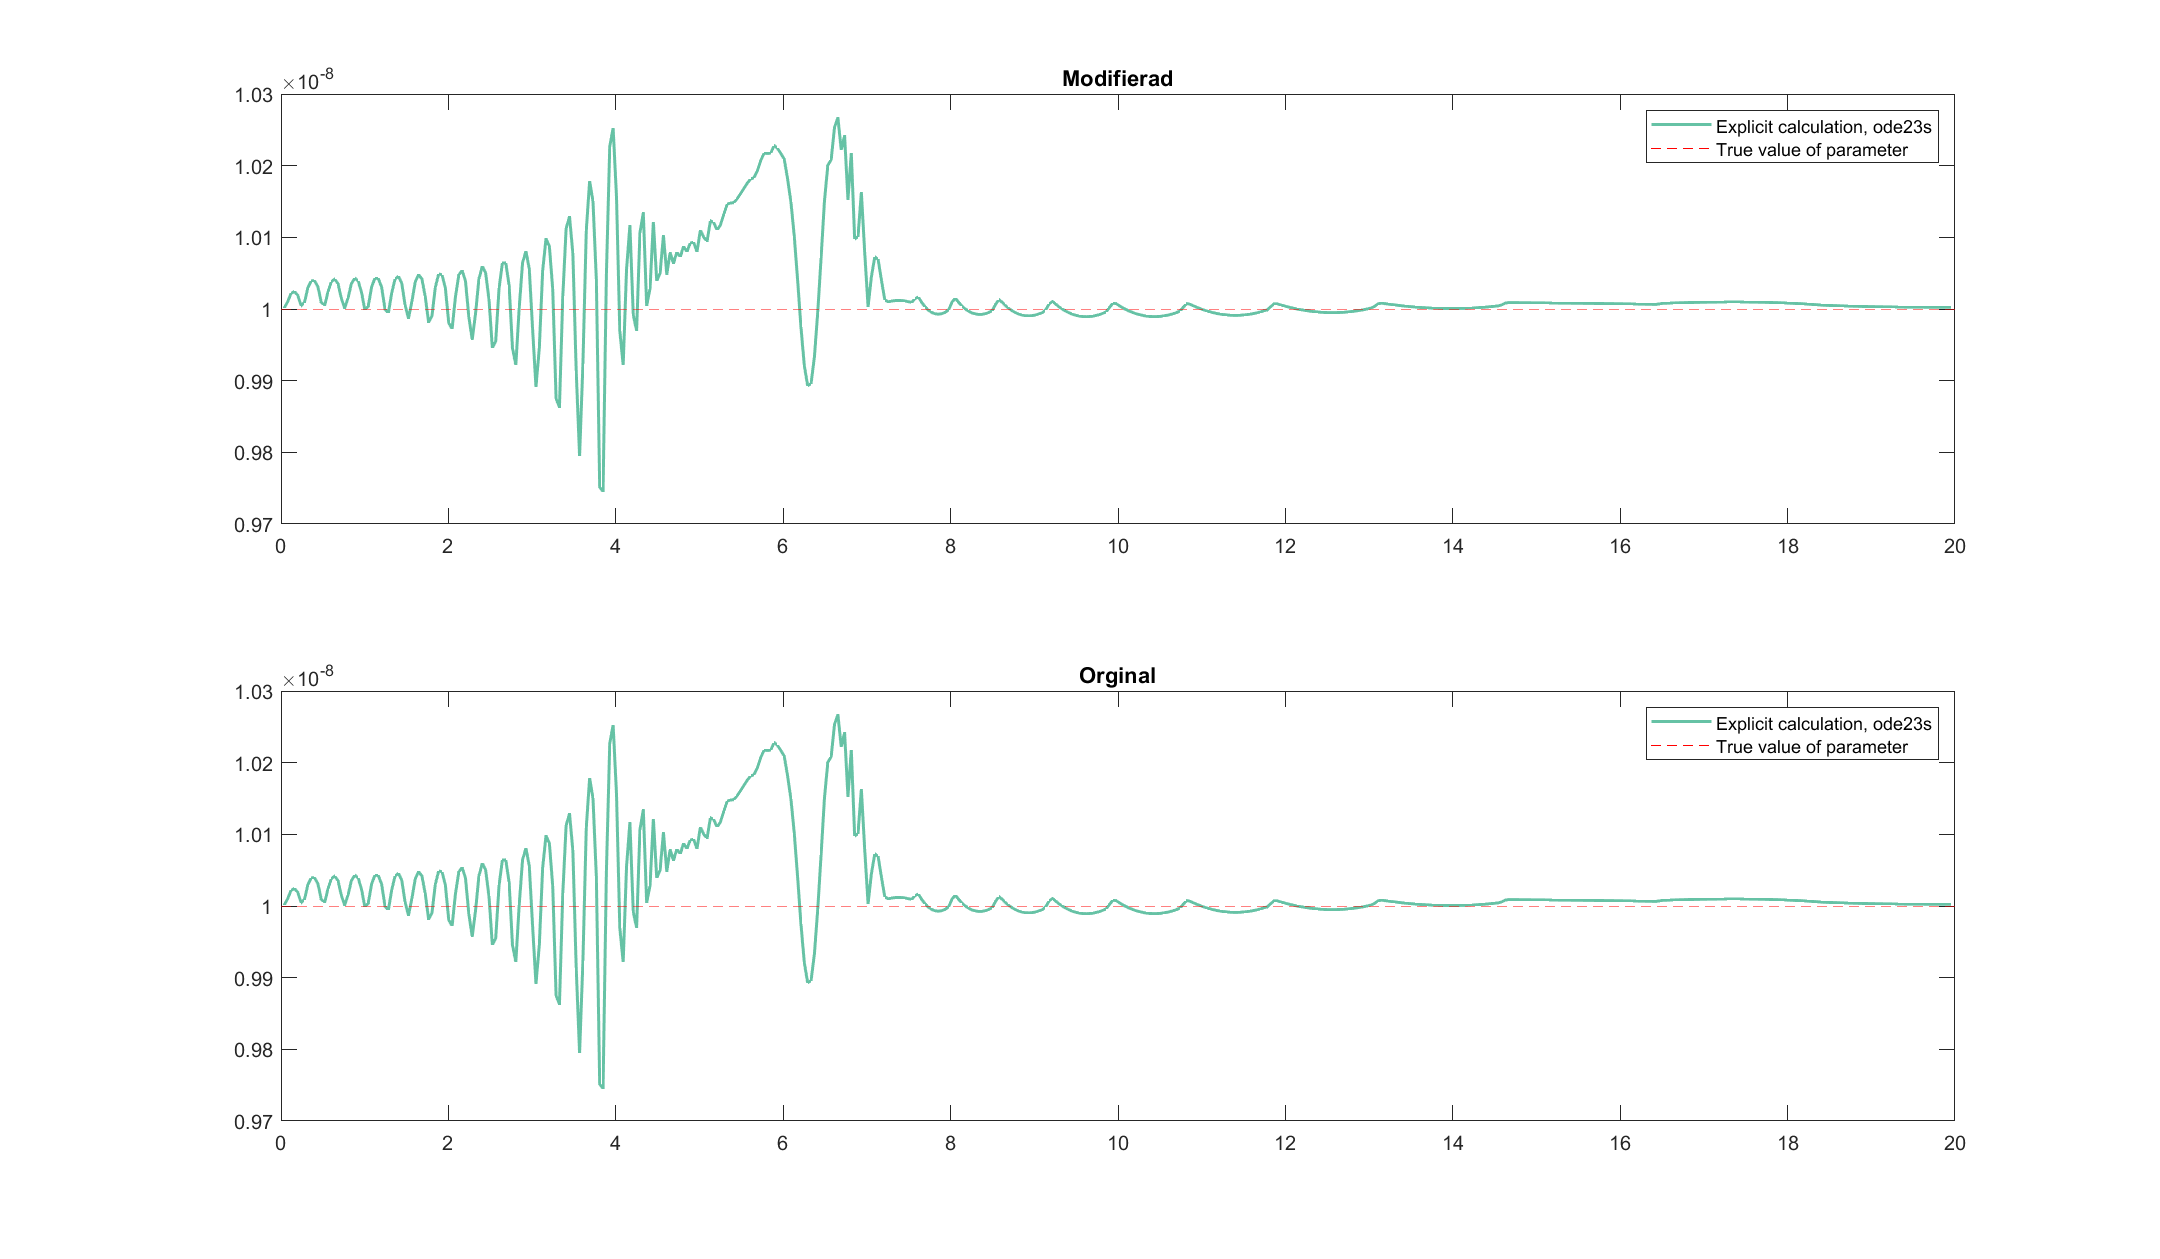 Modifierad
×10-8
1.03
1.02
1.01
1
0.99
0.98
0.97
0 2 4 6 8 10 12 14 16 18 20
Explicit calculation, ode23s
True value of parameter
Orginal
×10-8
1.03
1.02
1.01
1
0.99
0.98
0.97
0 2 4 6 8 10 12 14 16 18 20
Explicit calculation, ode23s
True value of parameter